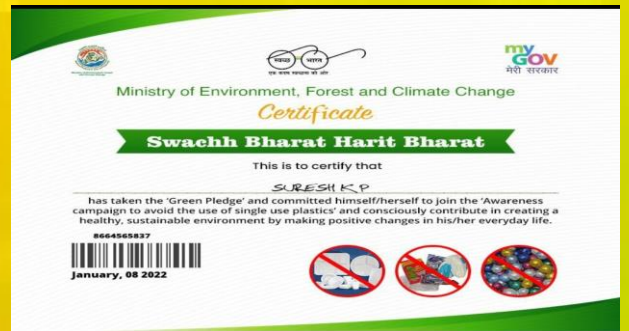 स्वच्छ भारत
एक कदम स्वच्छता की ओर
my
GOV
मेरी सरकार
Ministry of Environment, Forest and Climate Change
Certificate
Swachh Bharat Harit Bharat
This is to certify that
SURESH K P
has taken the 'Green Pledge' and committed himself/herself to join the 'Awareness
campaign to avoid the use of single use plastics' and consciously contribute in creating a
healthy, sustainable environment by making positive changes in his/her everyday life.
8664565837
January, 08 2022